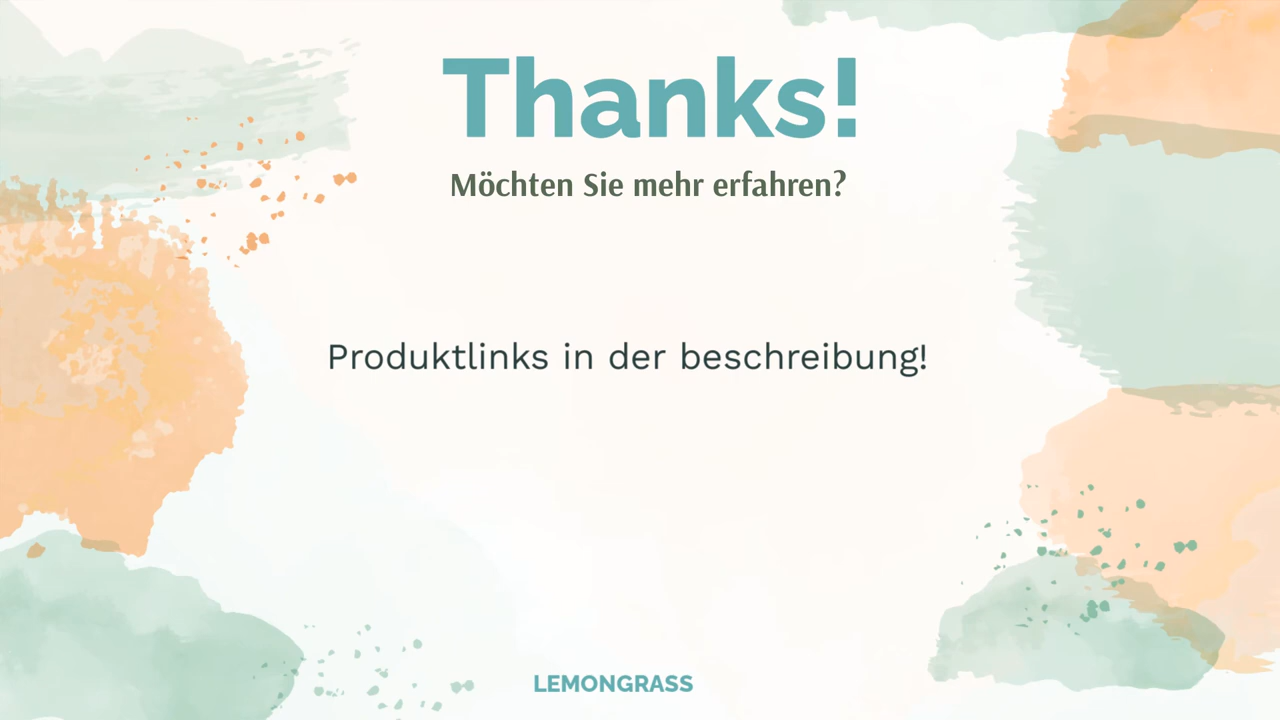 Thanks!
Möchten Sie mehr erfahren?
Produktlinks in der beschreibung!
LEMONGRASS